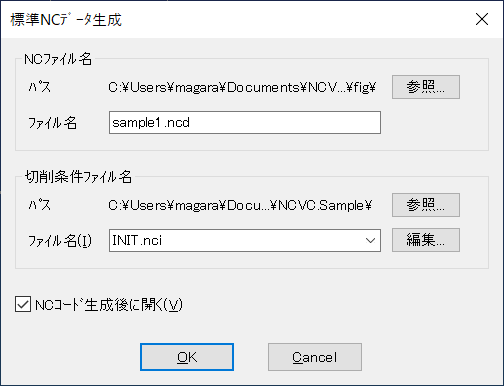 標準NCﾃﾞｰﾀ生成
NCファイル名
ﾊﾟｽ C:¥Users¥magara¥Documents¥NCV...¥fig¥ 参照...
ファイル名 sample1.ncd
切削条件ファイル名
ﾊﾟｽ C:¥Users¥magara¥Docu...¥NCVC.Sample¥ 参照...
ファイル名(I) INIT.nci 編集...
NCｺｰﾄﾞ生成後に開く(V)
OK Cancel